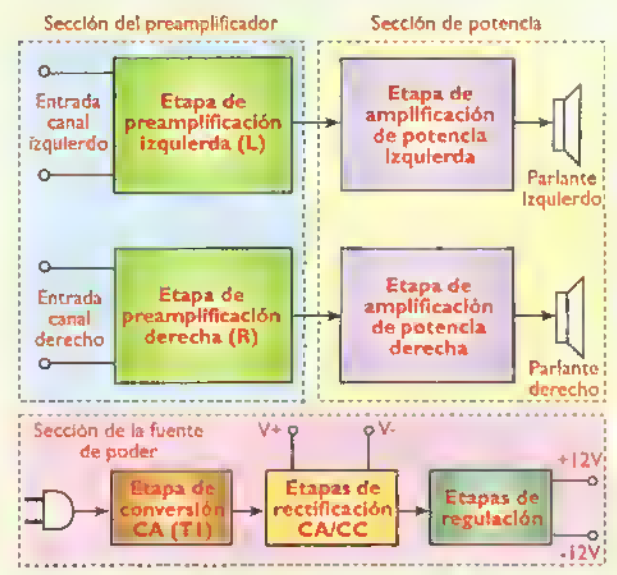 Sección del preamplificador
Sección de potencia
Entrada
canal
izquierdo
Etapa de
preamplificación
izquierda (L)
Etapa de
amplificación
de potencia
Izquierda
Parlante
Izquierdo
Entrada
canal
derecho
Etapa de
preamplificación
derecha (R)
Etapa de
amplificación
de potencia
derecha
Parlante
derecho
Sección de la fuente
de poder
V+
V-
Etapa de
conversión
CA (T1)
Etapas de
rectificación
CA/CC
Etapas de
regulación
+12V
-12V